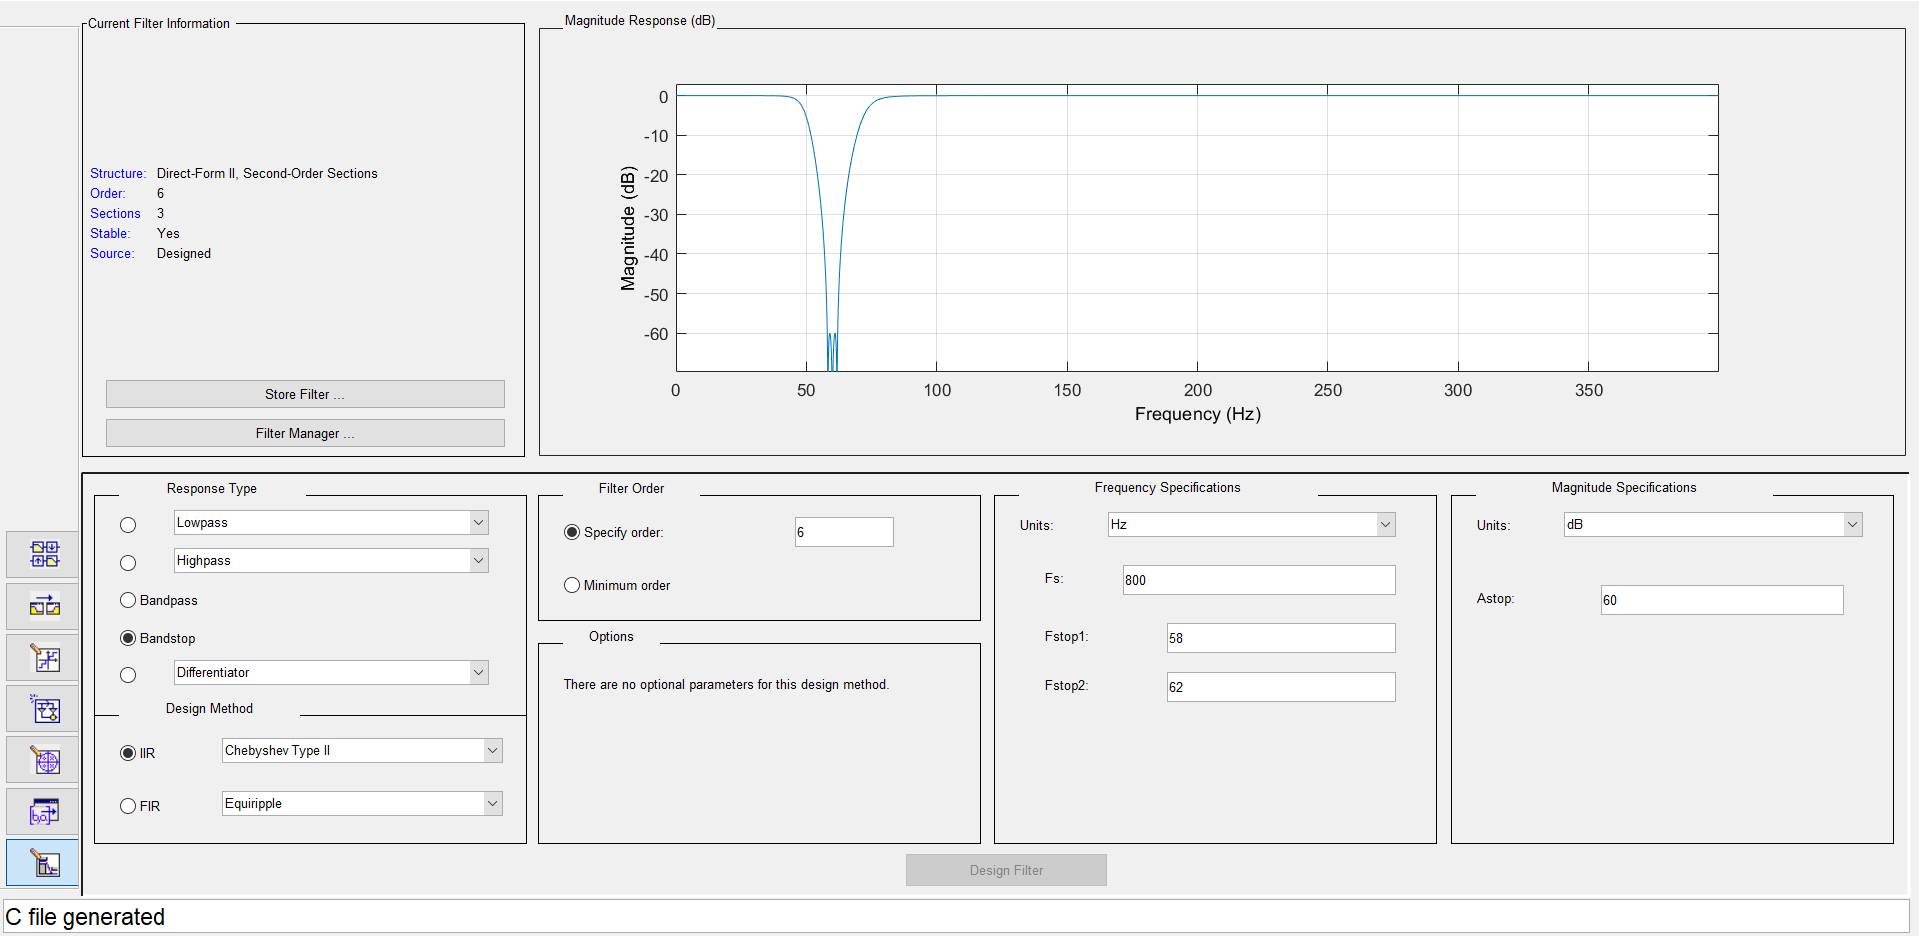 Current Filter Information
Structure: Direct-Form II, Second-Order Sections
Order: 6
Sections 3
Stable: Yes
Source: Designed
Store Filter ...
Filter Manager ...
Magnitude Response (dB)
0
-10
-20
-30
-40
-50
-60
Magnitude (dB)
0 50 100 150 200 250 300 350
Frequency (Hz)
Response Type
Lowpass
Highpass
Bandpass
Bandstop
Differentiator
Design Method
IIR Chebyshev Type II
FIR Equiripple
Filter Order
Specify order: 6
Minimum order
Options
There are no optional parameters for this design method.
Frequency Specifications
Units: Hz
Fs: 800
Fstop1: 58
Fstop2: 62
Magnitude Specifications
Units: dB
Astop: 60
Design Filter
C file generated